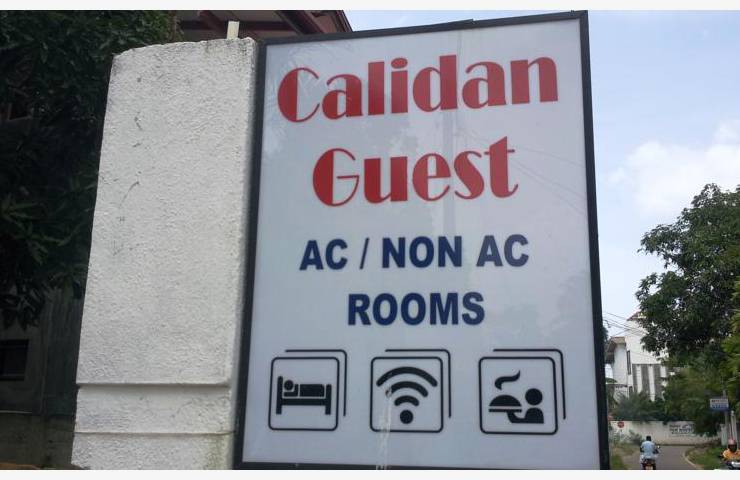 Calidan
Guest
AC / NON AC
ROOMS